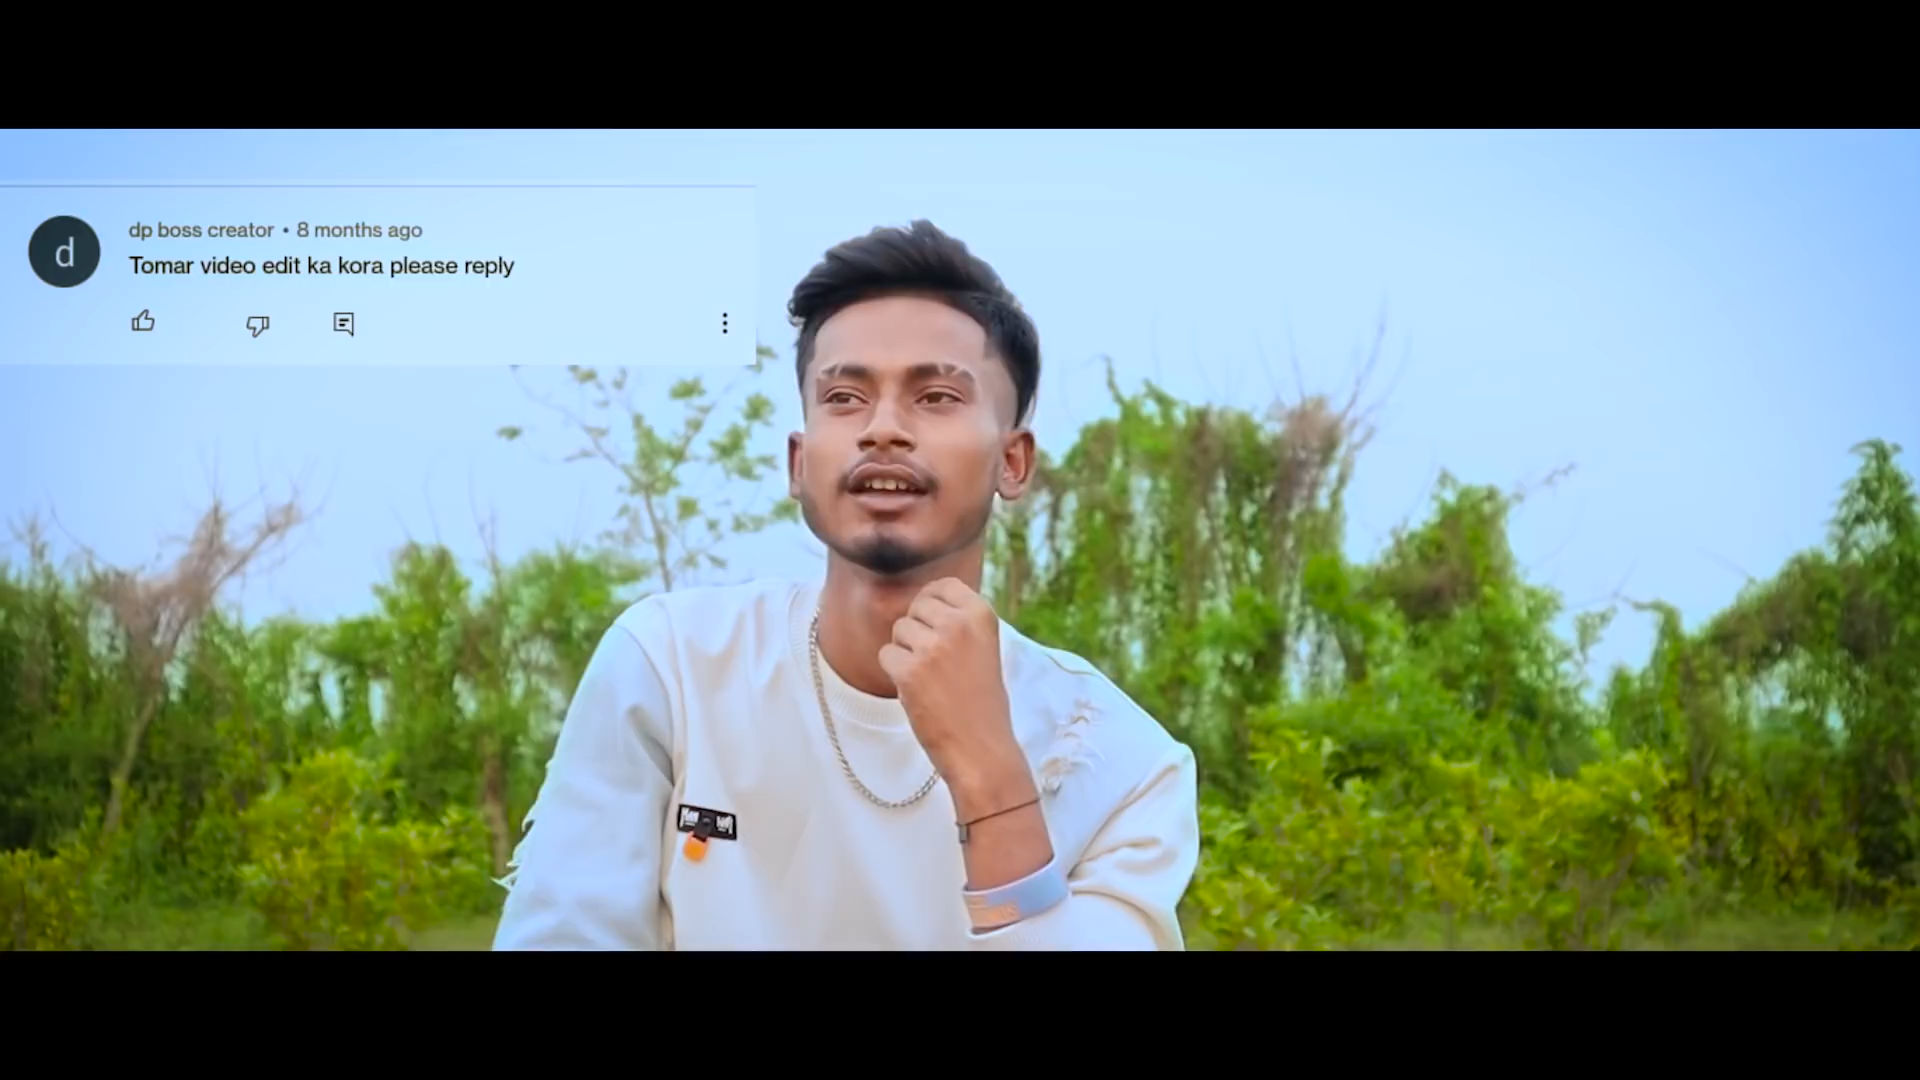 d
dp boss creator • 8 months ago
Tomar video edit ka kora please reply